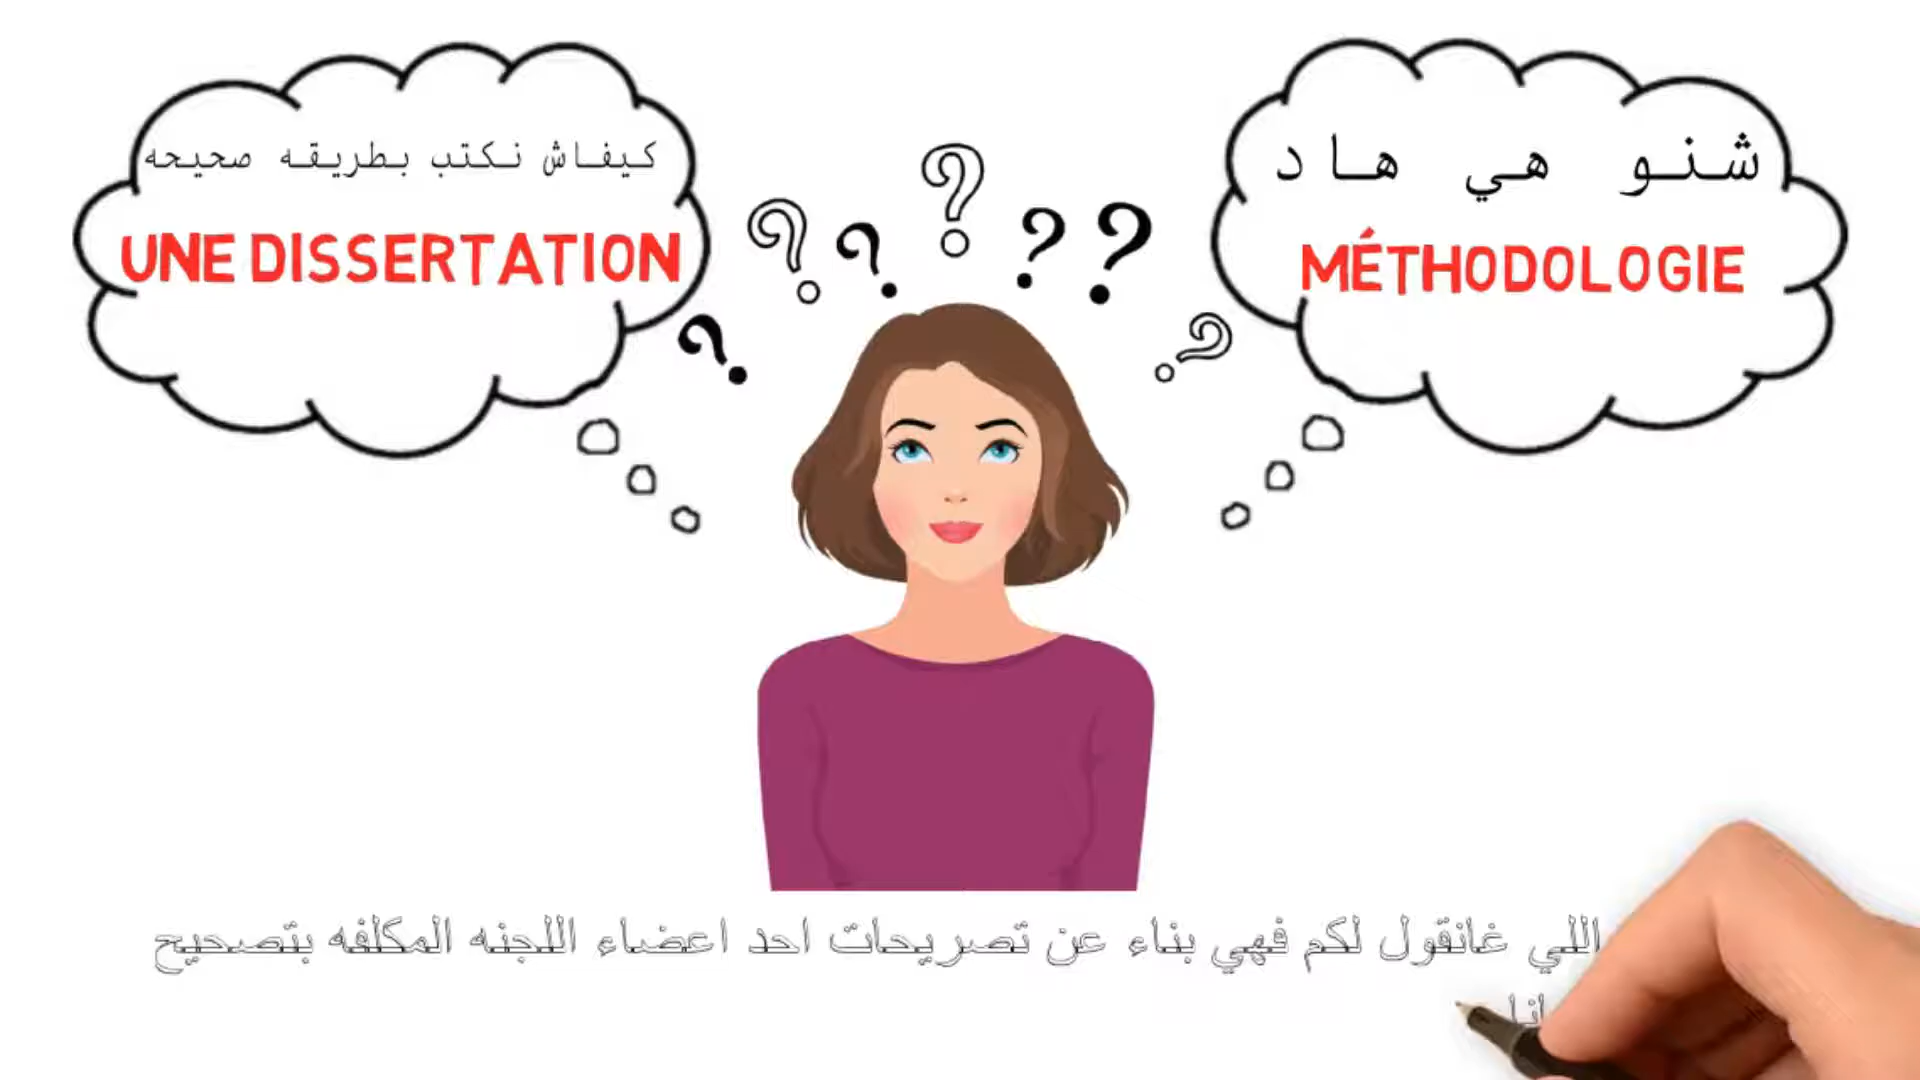 كيفاش نكتب بطريقه صحيحه
UNE DISSERTATION
شنو هي هاد
MÉTHODOLOGIE
اللي غانقول لكم فهي بناء عن تصريحات احد اعضاء اللجنه المكلفه بتصحيح